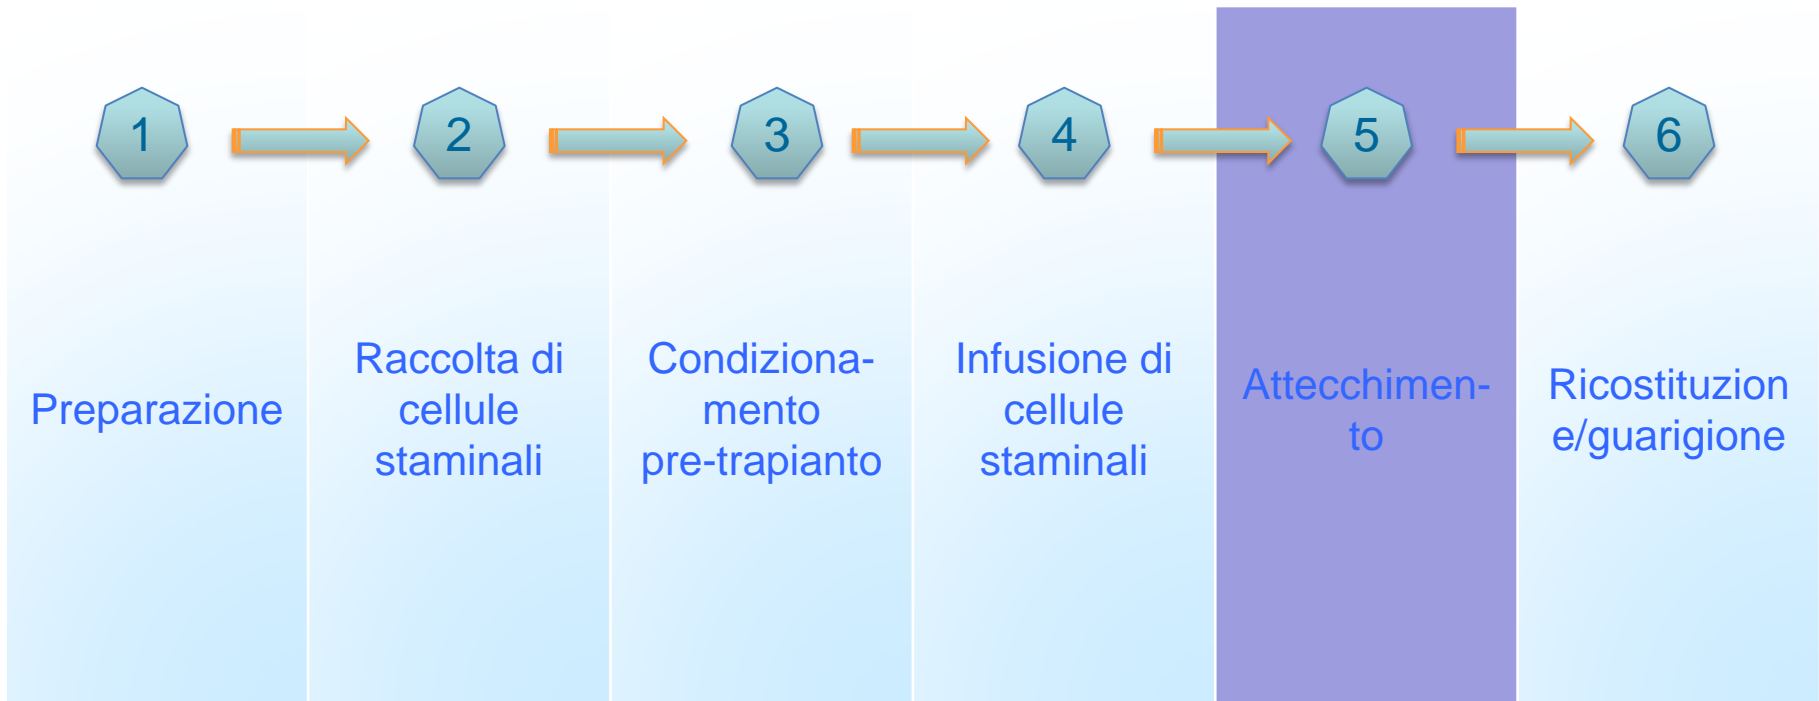 1
2
3
4
5
6
Preparazione
Raccolta di
cellule
staminali
Condiziona-
mento
pre-trapianto
Infusione di
cellule
staminali
Attecchimen-
to
Ricostituzion
e/guarigione